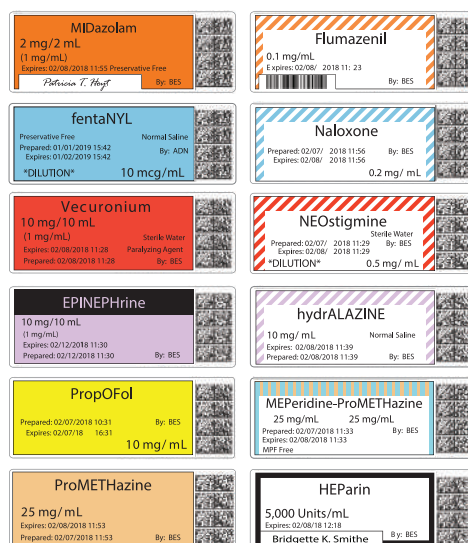 MIDazolam
2 mg/2 mL
(1 mg/mL)
Expires: 02/08/2018 11:55 Preservative Free
Patricia T. Hoyt By: BES
Flumazenil
0.1 mg/mL
Expires: 02/08/ 2018 11: 23
By: BES
fentaNYL
Preservative Free Normal Saline
Prepared: 01/01/2019 15:42
Expires: 01/02/2019 15:42 By: ADN
*DILUTION* 10 mcg/mL
Naloxone
Prepared: 02/07/ 2018 11:56 By: BES
Expires: 02/08/ 2018 11:56
0.2 mg/ mL
Vecuronium
10 mg/10 mL
(1 mg/mL) Sterile Water
Expires: 02/08/2018 11:28 Paralyzing Agent
Prepared: 02/08/2018 11:28 By: BES
NEOstigmine
Sterile Water
Prepared: 02/07/ 2018 11:29 By: BES
Expires: 02/08/ 2018 11:29
*DILUTION* 0.5 mg/ mL
EPINEPHrine
10 mg/10 mL
(1 mg/mL)
Expires: 02/12/2018 11:30
Prepared: 02/12/2018 11:30 By: BES
hydrALAZINE
10 mg/ mL Normal Saline
Expires: 02/08/2018 11:39
Prepared: 02/08/2018 11:39 By: BES
PropOFol
Prepared: 02/07/2018 10:31 By: BES
Expires: 02/07/18 16:31
10 mg/ mL
MEPeridine-ProMETHazine
25 mg/mL 25 mg/mL
Prepared: 02/07/2018 11:33 By: BES
Expires: 02/08/2018 11:33
MPF Free
ProMETHazine
25 mg/ mL
Expires: 02/08/2018 11:53
Prepared: 02/07/2018 11:53 By: BES
HEParin
5,000 Units/mL
Expires: 02/08/18 12:18
Bridgette K. Smithe By: BES